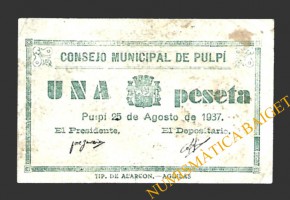 CONSEJO MUNICIPAL DE PULPÍ
UNA peseta
Pulpí 25 de Agosto de 1937.
El Presidente, El Depositario,
TIP. DE ALARCON.-AGUILAS
NUMISMATICA BAGET